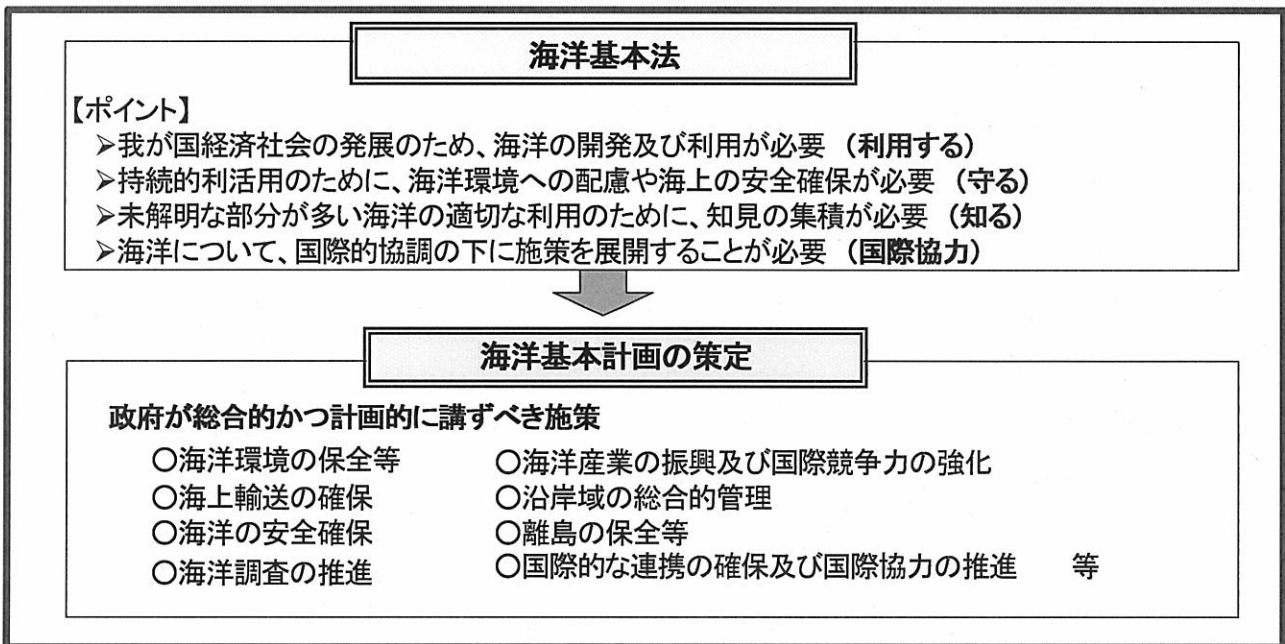 海洋基本法
【ポイント】
➢我が国経済社会の発展のため、海洋の開発及び利用が必要 (利用する)
➢持続的利活用のために、海洋環境への配慮や海上の安全確保が必要 (守る)
➢未解明な部分が多い海洋の適切な利用のために、知見の集積が必要 (知る)
➢海洋について、国際的協調の下に施策を展開することが必要 (国際協力)
海洋基本計画の策定
政府が総合的かつ計画的に講ずべき施策
○海洋環境の保全等 ○海洋産業の振興及び国際競争力の強化
○海上輸送の確保 ○沿岸域の総合的管理
○海洋の安全確保 ○離島の保全等
○海洋調査の推進 ○国際的な連携の確保及び国際協力の推進 等